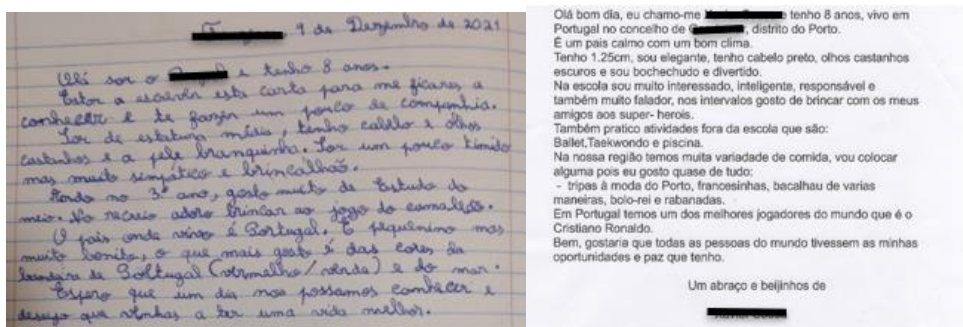 9 de Dezembro de 2021
Olá sou o e tenho 8 anos.
Estou a escrever esta carta para me ficares a
conhecer e te fazer um pouco de companhia.
Sou de estatura média, tenho cabelo e olhos
castanhos e a pele branquinha. Sou um pouco tímido
mas muito simpático e brincalhão.
Ando no 3º ano, gosto muito de Estudo do
meio. No recreio adoro brincar ao jogo do camaleão.
O país onde vivo é Portugal. É pequenino mas
muito bonito, o que mais gosto é das cores da
bandeira de Portugal (vermelho/verde) e do mar.
Espero que um dia nos possamos conhecer e
desejo que venhas a ter uma vida melhor.
Olá bom dia, eu chamo-me e tenho 8 anos, vivo em
Portugal no concelho de , distrito do Porto.
É um pais calmo com um bom clima.
Tenho 1.25cm, sou elegante, tenho cabelo preto, olhos castanhos
escuros e sou bochechudo e divertido.
Na escola sou muito interessado, inteligente, responsável e
também muito falador, nos intervalos gosto de brincar com os meus
amigos aos super- herois.
Também pratico atividades fora da escola que são:
Ballet,Taekwondo e piscina.
Na nossa região temos muita variadade de comida, vou colocar
alguma pois eu gosto quase de tudo:
- tripas à moda do Porto, francesinhas, bacalhau de varias
maneiras, bolo-rei e rabanadas.
Em Portugal temos um dos melhores jogadores do mundo que é o
Cristiano Ronaldo.
Bem, gostaria que todas as pessoas do mundo tivessem as minhas
oportunidades e paz que tenho.
Um abraço e beijinhos de